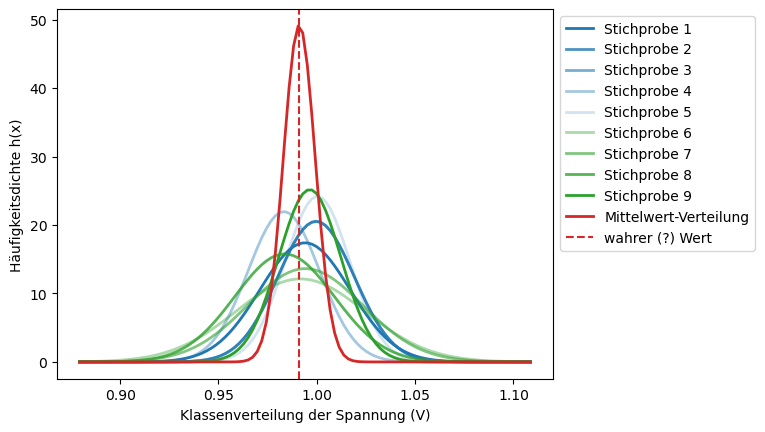 50
40
30
20
10
0
Häufigkeitsdichte h(x)
0.90
0.95
1.00
1.05
1.10
Klassenverteilung der Spannung (V)
Stichprobe 1
Stichprobe 2
Stichprobe 3
Stichprobe 4
Stichprobe 5
Stichprobe 6
Stichprobe 7
Stichprobe 8
Stichprobe 9
Mittelwert-Verteilung
wahrer (?) Wert